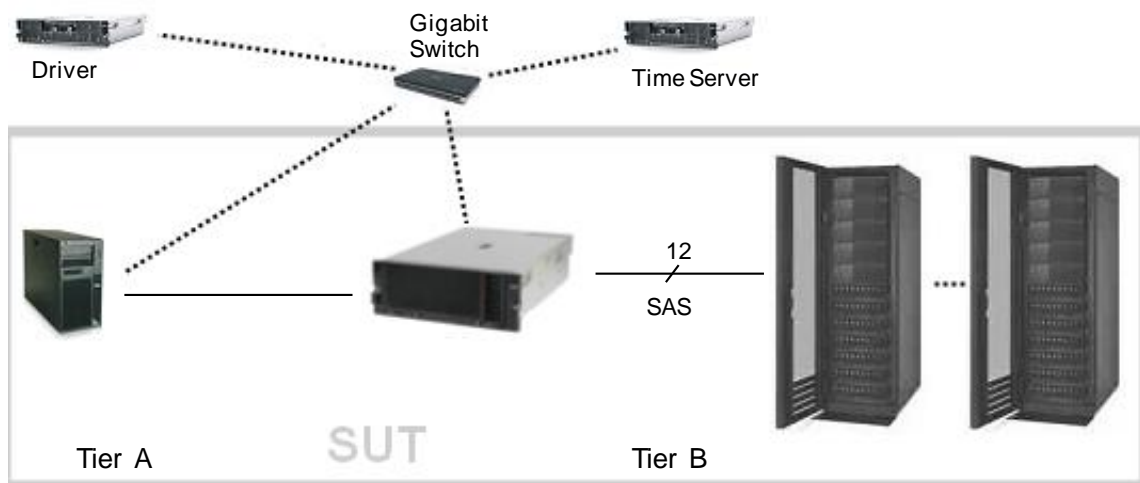 Gigabit
Switch
Driver
Time Server
12
SAS
SUT
Tier A
Tier B